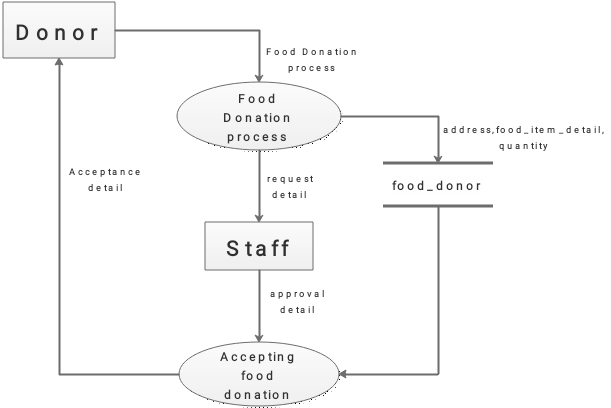 Donor
Food Donation
process
Food
Donation
process
address,food_item_detail,
quantity
Acceptance
detail
request
detail
food_donor
Staff
approval
detail
Accepting
food
donation